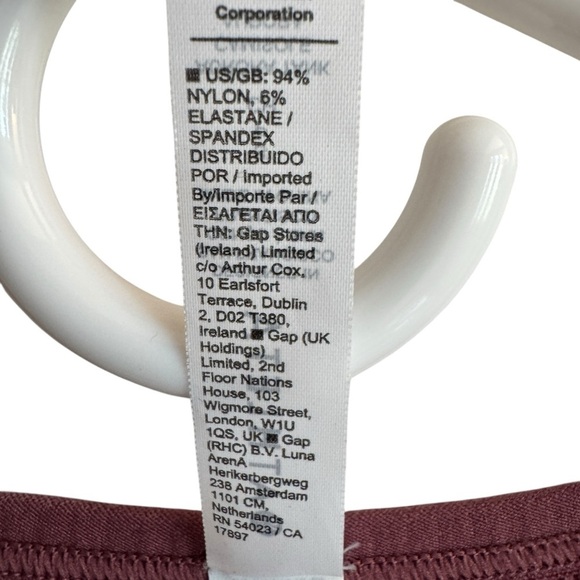 Corporation
US/GB: 94%
NYLON, 6%
ELASTANE /
SPANDEX
DISTRIBUIDO
POR / Imported
By/Importe Par /
ΕΙΣΑΓΕΤΑΙ ΑΠΟ
ΤΗΝ: Gap Stores
(Ireland) Limited
c/o Arthur Cox,
10 Earlsfort
Terrace, Dublin
2, D02 T380,
Ireland ■ Gap (UK
Holdings)
Limited, 2nd
Floor Nations
House, 103
Wigmore Street,
London, W1U
1QS, UK ■ Gap
(RHC) B.V. Luna
ArenA
Herikerbergweg
238 Amsterdam
1101 CM,
Netherlands
RN 54023 / CA
17897